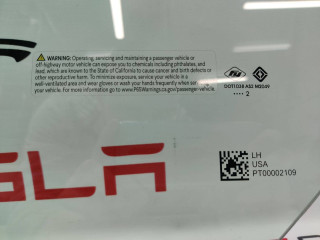 WARNING: Operating, servicing and maintaining a passenger vehicle or
off-highway motor vehicle can expose you to chemicals including phthalates, and
lead, which are known to the State of California to cause cancer and birth defects or
other reproductive harm. To minimize exposure, service your vehicle in a
well-ventilated area and wear gloves or wash your hands frequently when
your vehicle. For more information go to www.P65Warnings.ca.gov/passenger-vehicle.
DOT1138 AS2 M2049
•••• 2
SLA
LH
USA
PT00002109